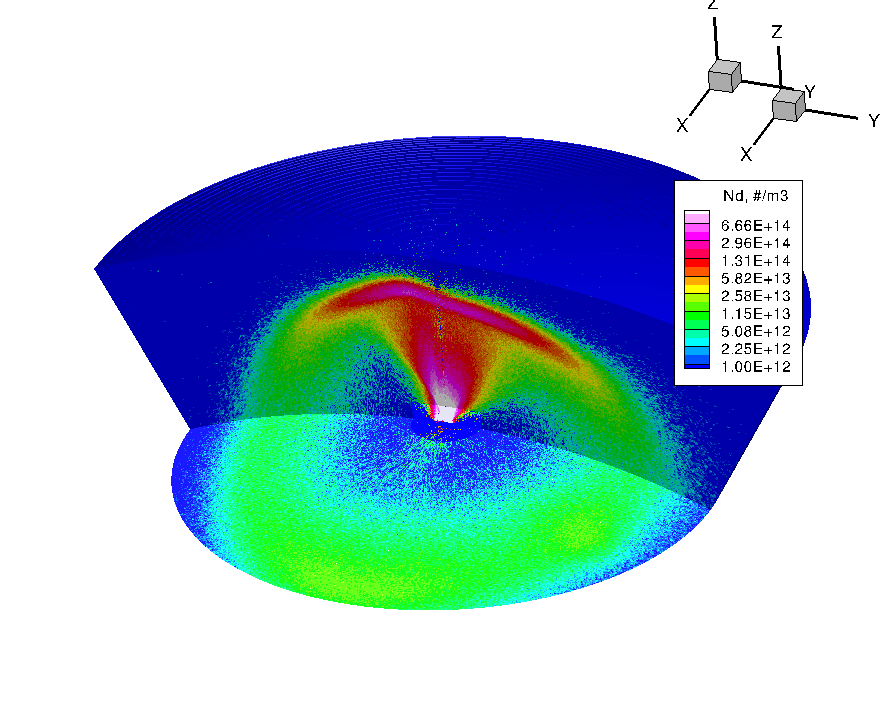 Z
Z
Y
Y
X
X
Nd, #/m3
6.66E+14
2.96E+14
1.31E+14
5.82E+13
2.58E+13
1.15E+13
5.08E+12
2.25E+12
1.00E+12